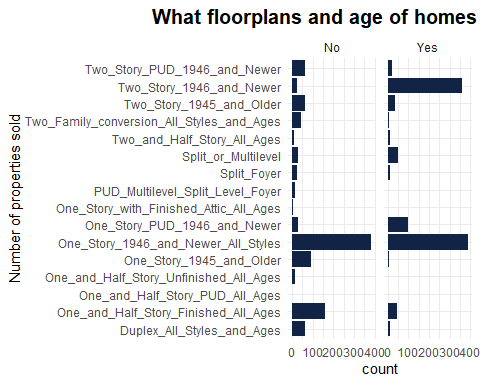 What floorplans and age of homes
No Yes
Number of properties sold
Two_Story_PUD_1946_and_Newer
Two_Story_1946_and_Newer
Two_Story_1945_and_Older
Two_Family_conversion_All_Styles_and_Ages
Two_and_Half_Story_All_Ages
Split_or_Multilevel
Split_Foyer
PUD_Multilevel_Split_Level_Foyer
One_Story_with_Finished_Attic_All_Ages
One_Story_PUD_1946_and_Newer
One_Story_1946_and_Newer_All_Styles
One_Story_1945_and_Older
One_and_Half_Story_Unfinished_All_Ages
One_and_Half_Story_PUD_All_Ages
One_and_Half_Story_Finished_All_Ages
Duplex_All_Styles_and_Ages
0 100200300400 0 100200300400
count